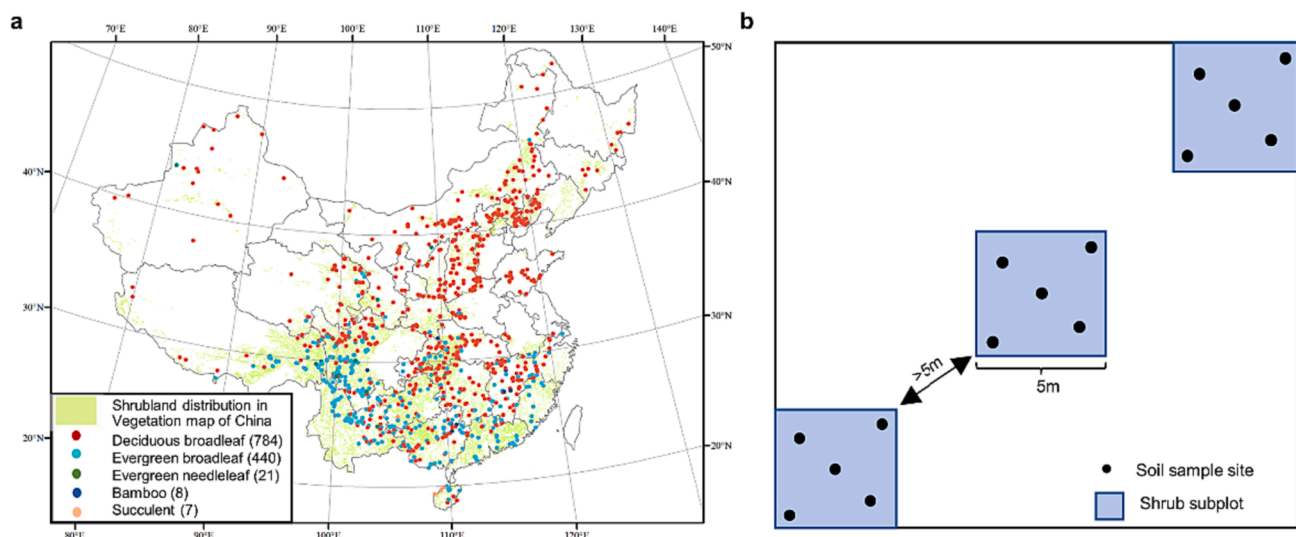 a
70°E 80°E 90°E 100°E 110°E 120°E 130°E 140°E
50°N
40°N
40°N
30°N
30°N
20°N
20°N
80°E 90°E 100°E 110°E 120°E
Shrubland distribution in
Vegetation map of China
Deciduous broadleaf (784)
Evergreen broadleaf (440)
Evergreen needleleaf (21)
Bamboo (8)
Succulent (7)
b
>5m
5m
Soil sample site
Shrub subplot